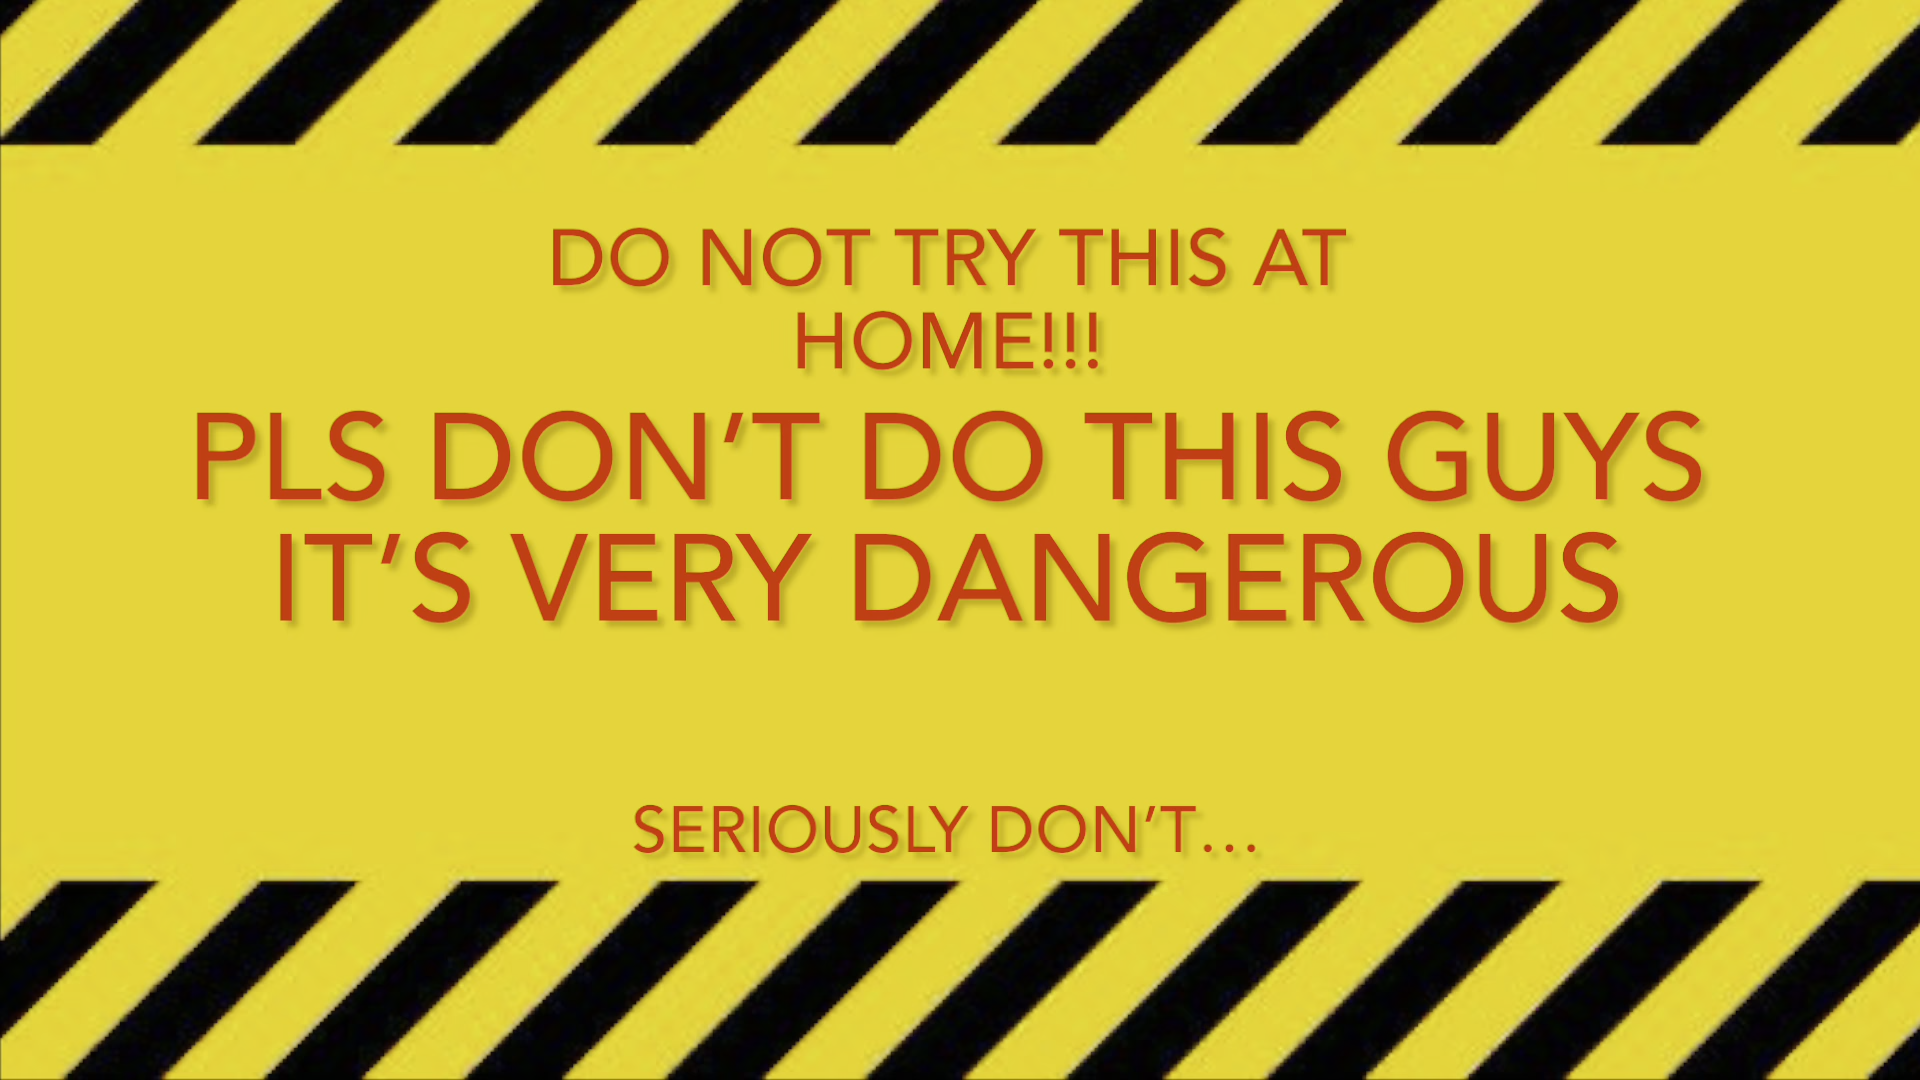 DO NOT TRY THIS AT
HOME!!!
PLS DON’T DO THIS GUYS
IT’S VERY DANGEROUS
SERIOUSLY DON’T…